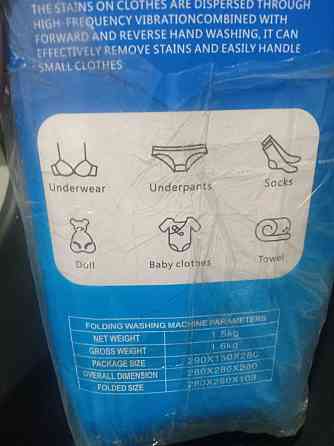 THE STAINS ON CLOTHES ARE DISPERSED THROUGH
HIGH-FREQUENCY VIBRATIONCOMBINED WITH
FORWARD AND REVERSE HAND WASHING, IT CAN
EFFECTIVELY REMOVE STAINS AND EASILY HANDLE
SMALL CLOTHES
Underwear Underpants Socks
Doll Baby clothes Towel
FOLDING WASHING MACHINE PARAMETERS
NET WEIGHT 1.5kg
GROSS WEIGHT 1.6kg
PACKAGE SIZE 290X150X280
OVERALL DIMENSION 260X280X280
FOLDED SIZE